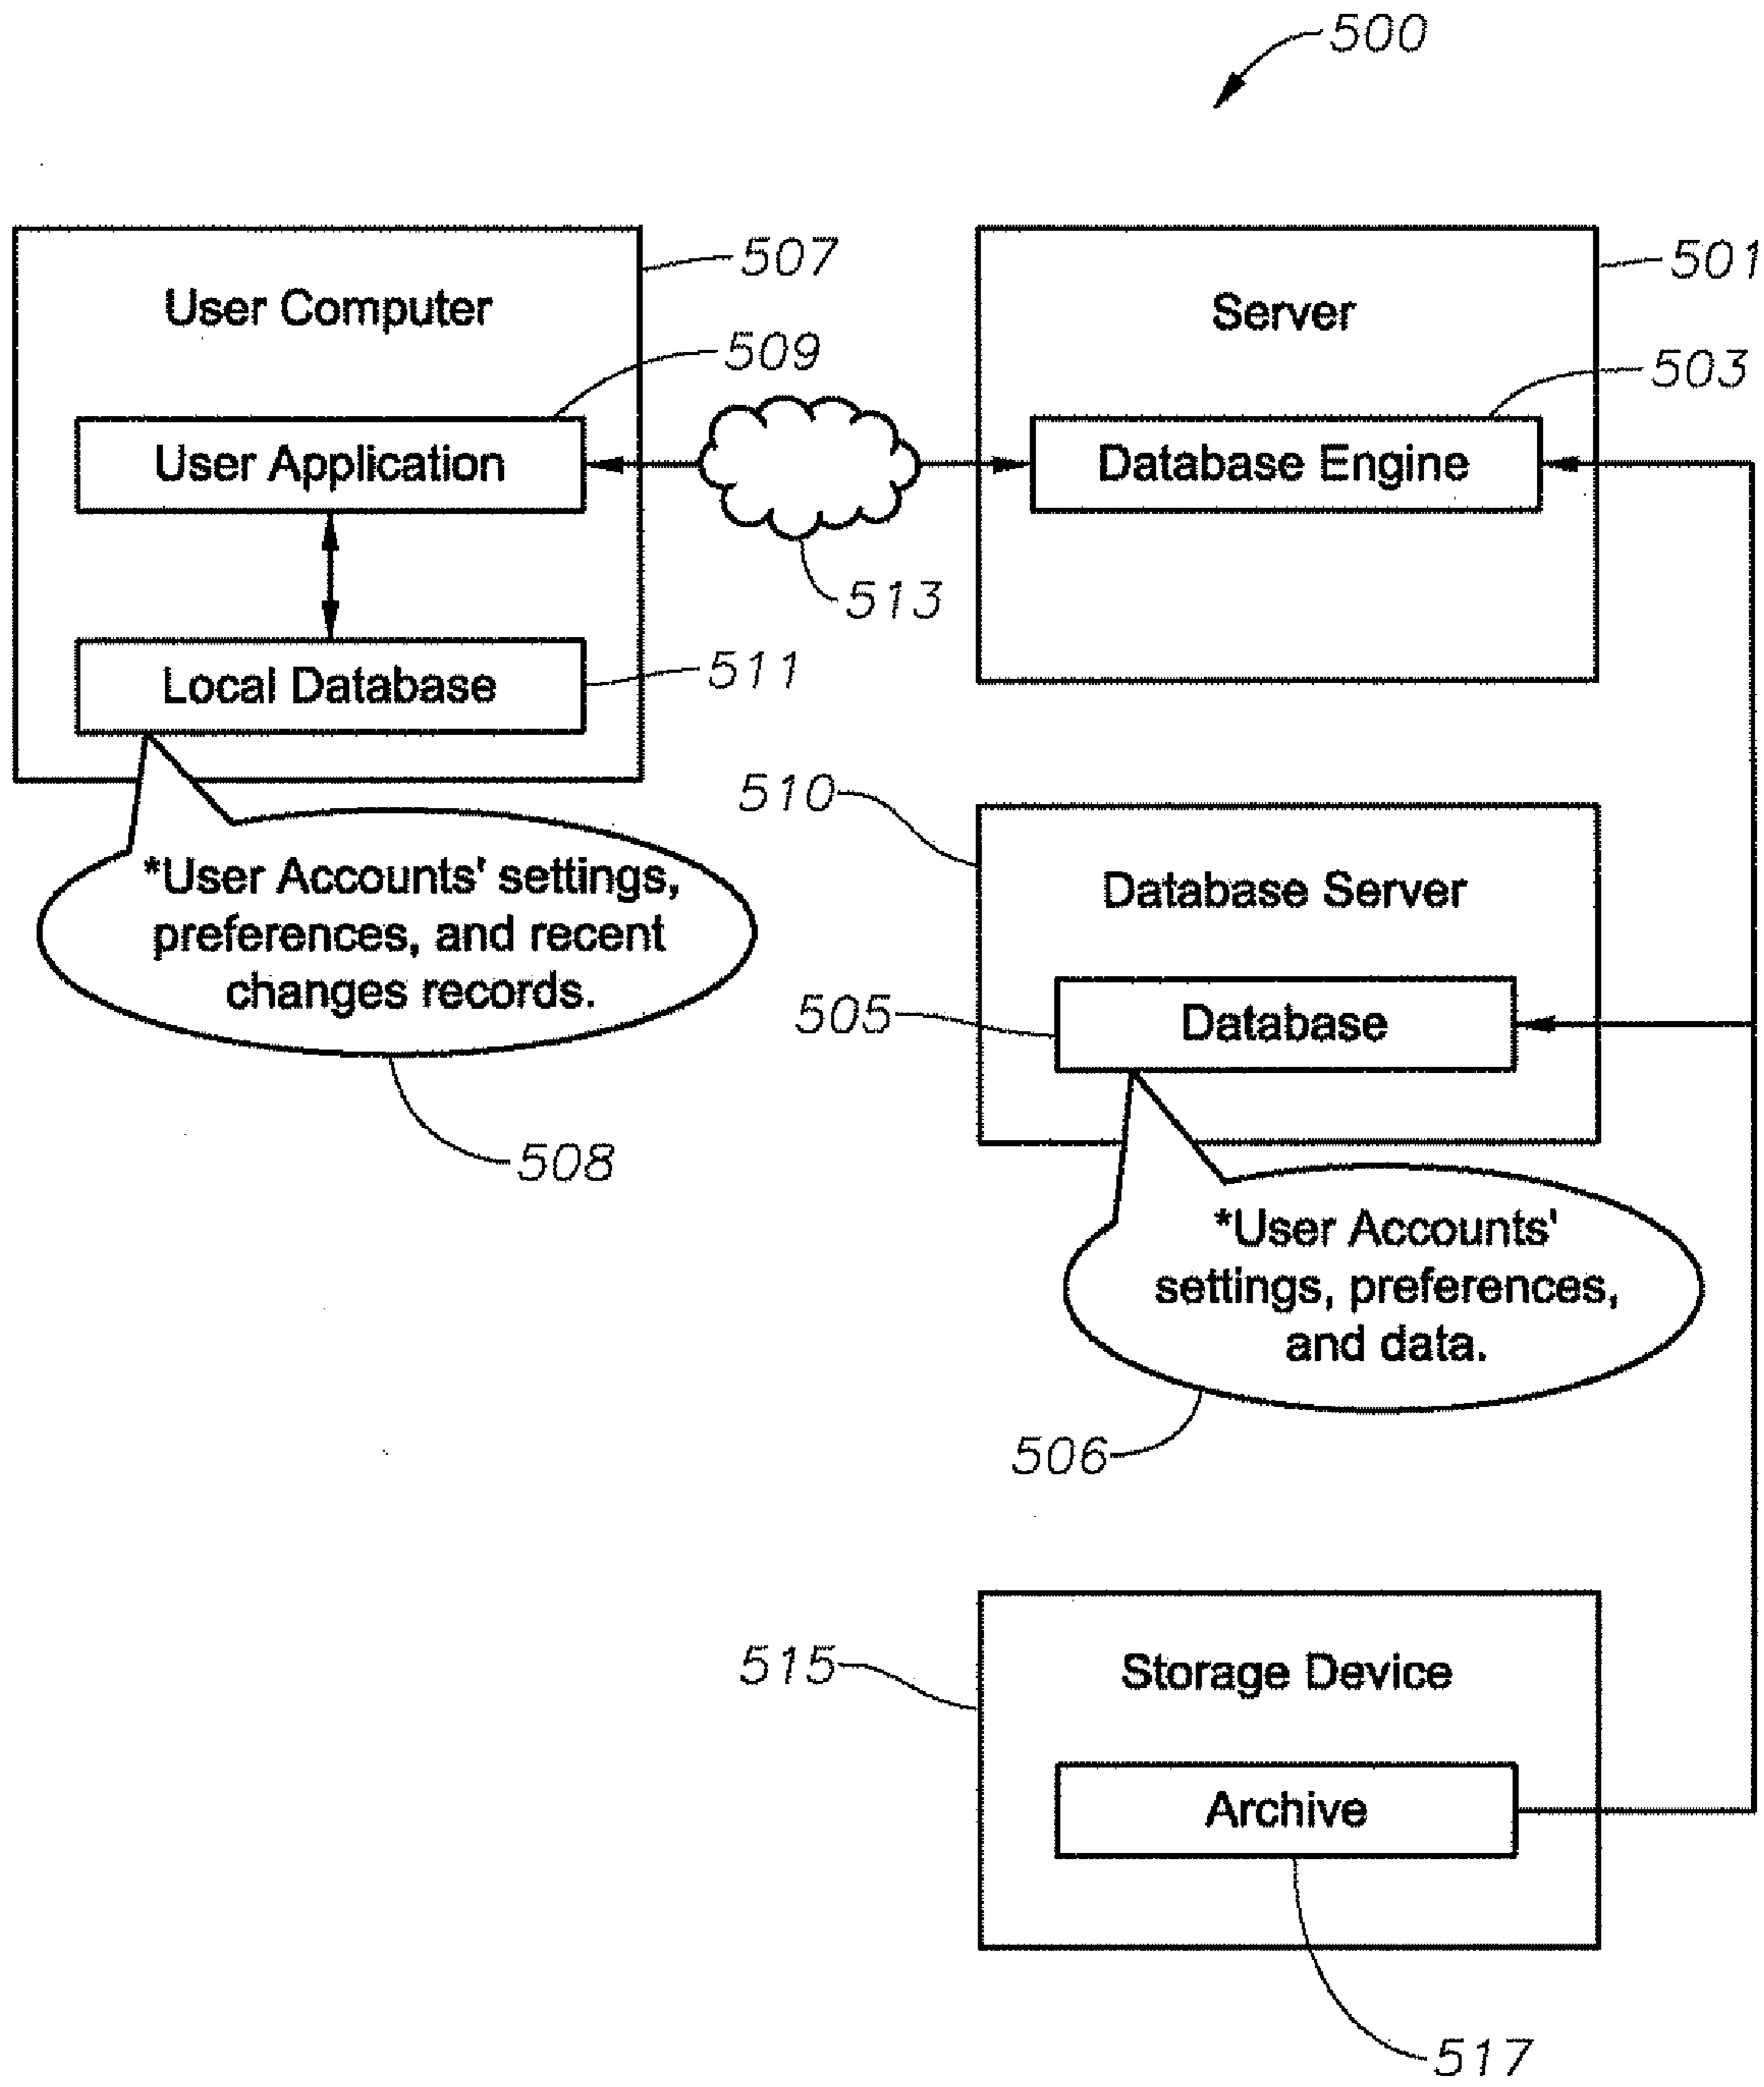 500
507
User Computer
501
Server
509
503
User Application
Database Engine
513
Local Database
511
510
*User Accounts' settings,
preferences, and recent
changes records.
Database Server
505
Database
508
*User Accounts'
settings, preferences,
and data.
506
515
Storage Device
Archive
517